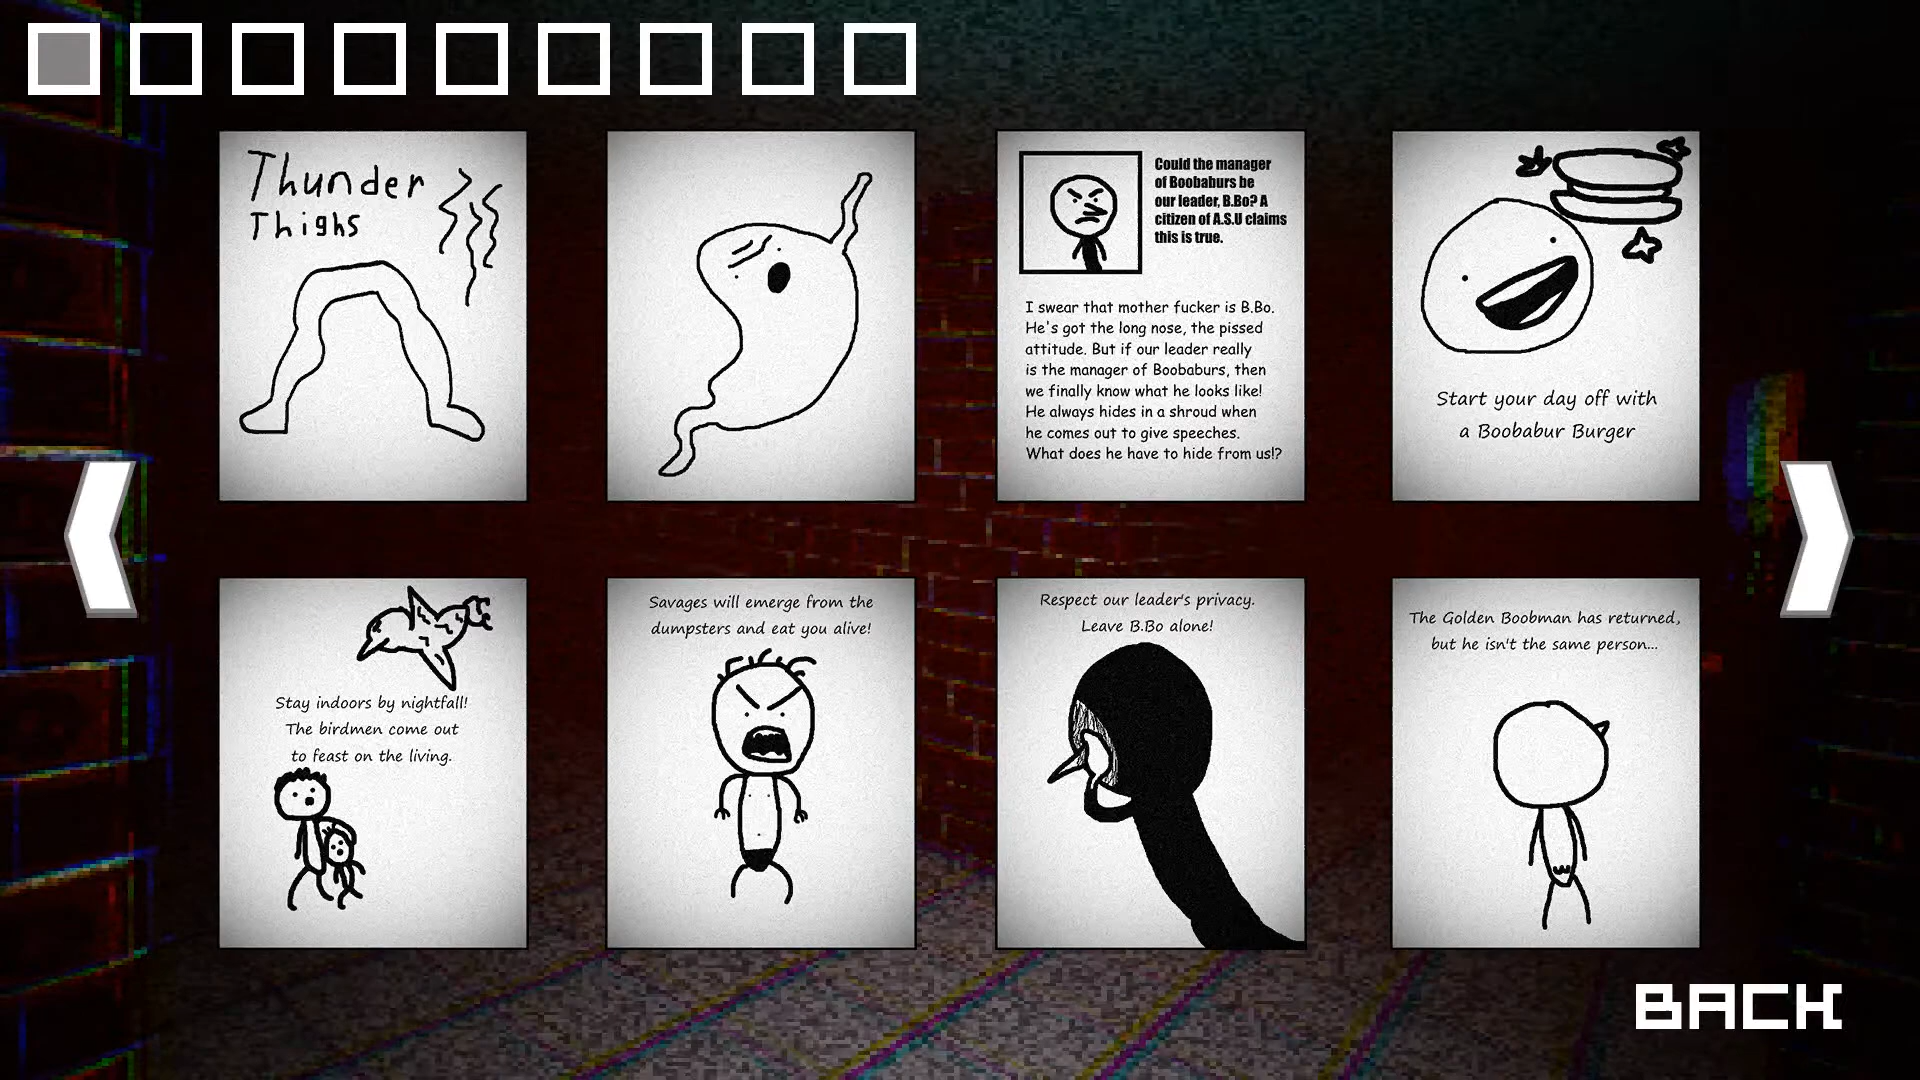 Thunder
Thighs
Could the manager
of Boobaburs be
our leader, B.Bo? A
citizen of A.S.U claims
this is true.
I swear that mother fucker is B.Bo.
He's got the long nose, the pissed
attitude. But if our leader really
is the manager of Boobaburs, then
we finally know what he looks like!
He always hides in a shroud when
he comes out to give speeches.
What does he have to hide from us!?
Start your day off with
a Boobabur Burger
Stay indoors by nightfall!
The birdmen come out
to feast on the living.
Savages will emerge from the
dumpsters and eat you alive!
Respect our leader's privacy.
Leave B.Bo alone!
The Golden Boobman has returned,
but he isn't the same person...
BACK